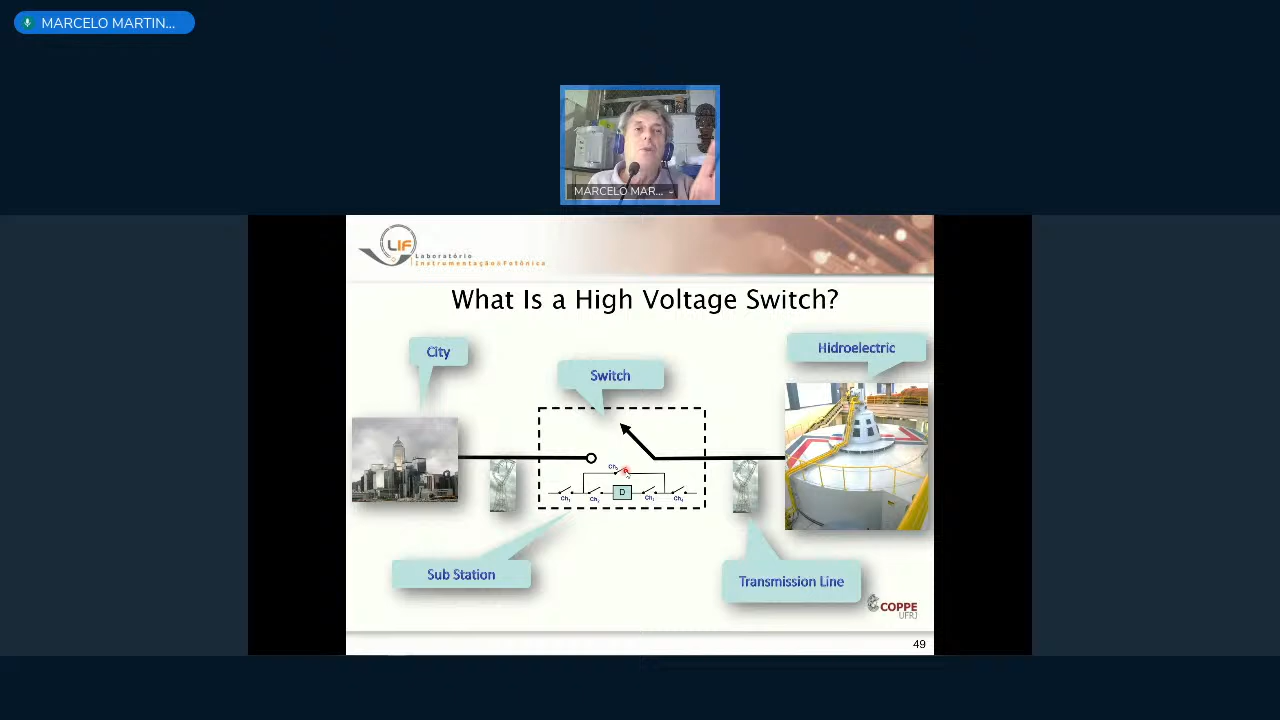 MARCELO MARTIN...
MARCELO MAR...
LIF
Laboratório
Instrumentação&Fotônica
What Is a High Voltage Switch?
City
Switch
Hidroelectric
D
Sub Station
Transmission Line
COPPE
UFRJ
49